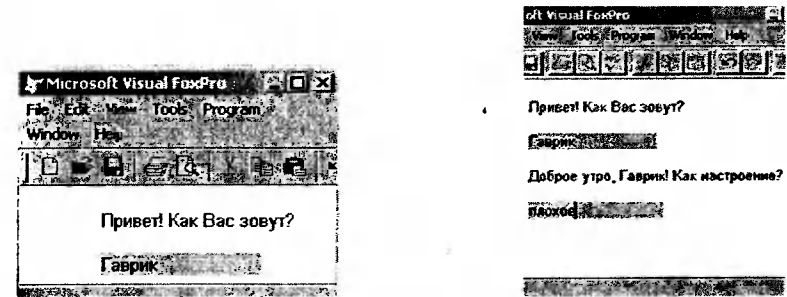 Microsoft Visual FoxPro
File Edit View Tools Program
Window Help
Привет! Как Вас зовут?
Гаврик
oft Visual FoxPro
View Tools Program Window Help
Привет! Как Вас зовут?
Гаврик
Доброе утро, Гаврик! Как настроение?
плохое